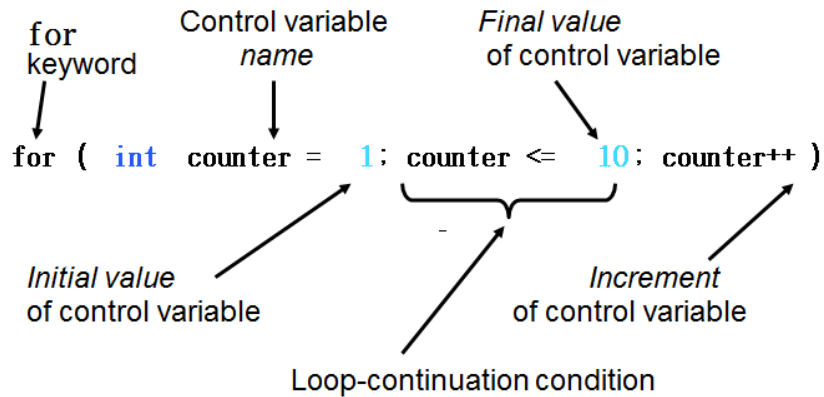 for
keyword
Control variable
name
Final value
of control variable
for ( int counter = 1; counter <= 10; counter++ )
Initial value
of control variable
Increment
of control variable
Loop-continuation condition